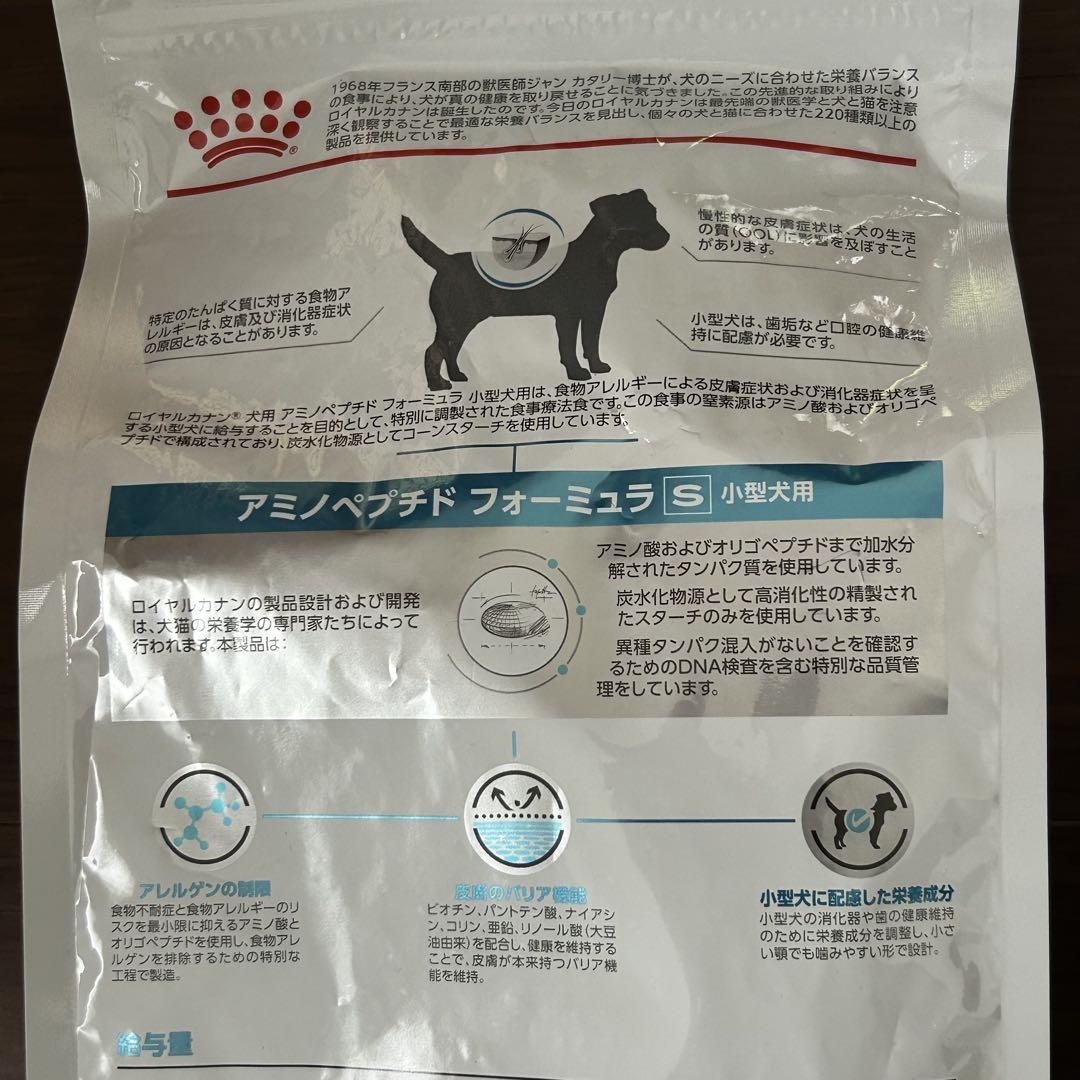 1968年フランス南部の獣医師ジャン カタリー博士が、犬のニーズに合わせた栄養バランス
の食事により、犬が真の健康を取り戻せることに気づきました。この先進的な取り組みにより
ロイヤルカナンは誕生したのです。今日のロイヤルカナンは最先端の獣医学と犬と猫を注意
深く観察することで最適な栄養バランスを見出し、個々の犬と猫に合わせた220種類以上の
製品を提供しています。
慢性的な皮膚症状は、犬の生活
の質(QOL)に影響を及ぼすこと
があります。
特定のたんぱく質に対する食物ア
レルギーは、皮膚及び消化器症状
の原因となることがあります。
小型犬は、歯垢など口腔の健康維
持に配慮が必要です。
ロイヤルカナン® 犬用 アミノペプチド フォーミュラ 小型犬用は、食物アレルギーによる皮膚症状および消化器症状を呈
する小型犬に給与することを目的として、特別に調製された食事療法食です。この食事の窒素源はアミノ酸およびオリゴペ
プチドで構成されており、炭水化物源としてコーンスターチを使用しています。
アミノペプチド フォーミュラ S 小型犬用
ロイヤルカナンの製品設計および開発
は、犬猫の栄養学の専門家たちによって
行われます。本製品は:
アミノ酸およびオリゴペプチドまで加水分
解されたタンパク質を使用しています。
炭水化物源として高消化性の精製され
たスターチのみを使用しています。
異種タンパク混入がないことを確認す
るためのDNA検査を含む特別な品質管
理をしています。
アレルゲンの制限
食物不耐症と食物アレルギーのリ
スクを最小限に抑えるアミノ酸と
オリゴペプチドを使用し、食物アレ
ルゲンを排除するための特別な
工程で製造。
皮膚のバリア機能
ビオチン、パントテン酸、ナイアシ
ン、コリン、亜鉛、リノール酸(大豆
油由来)を配合し、健康を維持する
ことで、皮膚が本来持つバリア機
能を維持。
小型犬に配慮した栄養成分
小型犬の消化器や歯の健康維持
のために栄養成分を調整し、小さ
い顎でも噛みやすい形で設計。
給与量